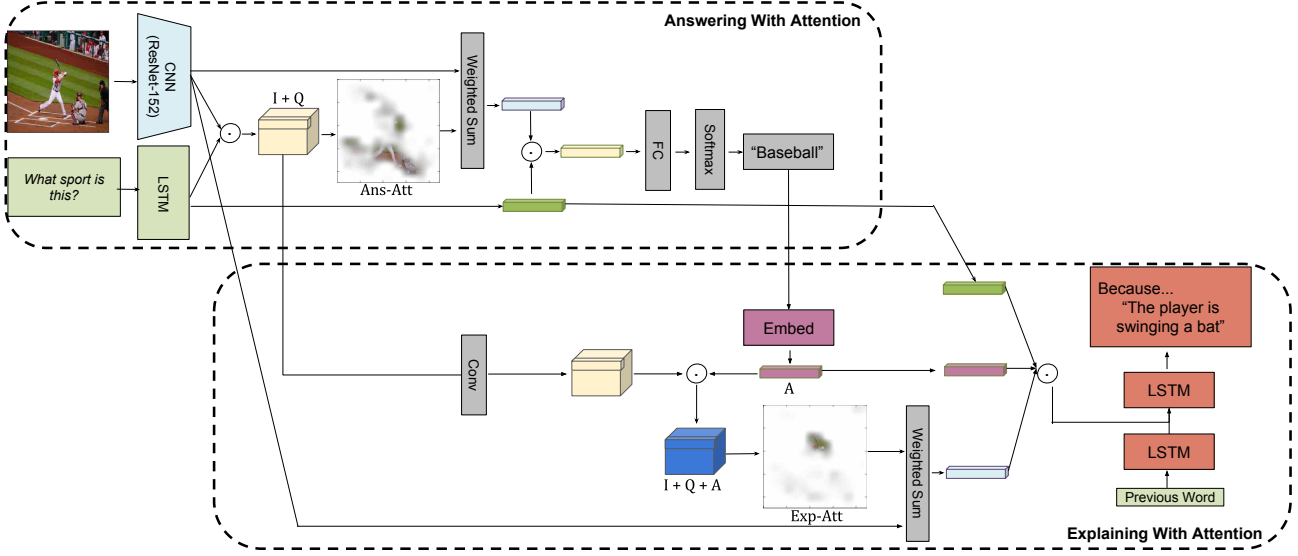 Answering With Attention
CNN
(ResNet-152)
I + Q
Ans-Att
Weighted Sum
FC
Softmax
“Baseball”
What sport is
this?
LSTM
Because...
“The player is
swinging a bat”
Embed
A
Conv
I + Q + A
Exp-Att
Weighted Sum
LSTM
LSTM
Previous Word
Explaining With Attention